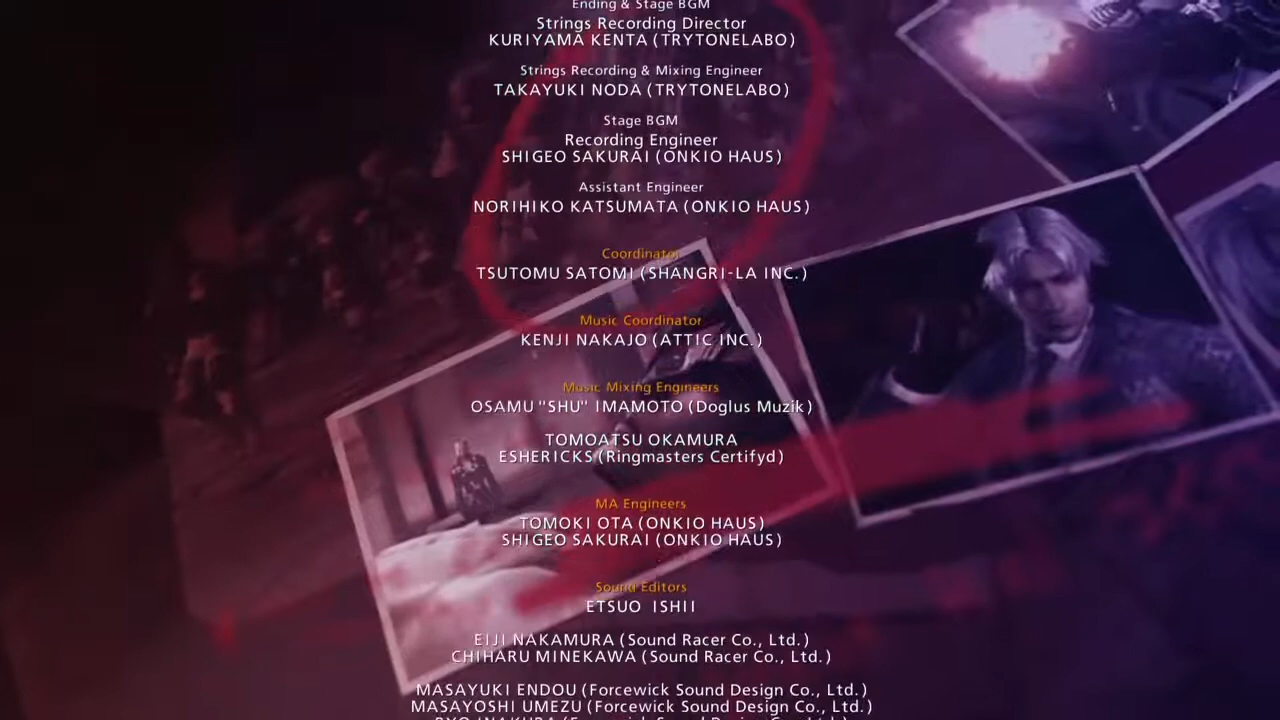 Ending & Stage BGM
Strings Recording Director
KURIYAMA KENTA (TRYTONELABO)
Strings Recording & Mixing Engineer
TAKAYUKI NODA (TRYTONELABO)
Stage BGM
Recording Engineer
SHIGEO SAKURAI (ONKIO HAUS)
Assistant Engineer
NORIHIKO KATSUMATA (ONKIO HAUS)
Coordinator
TSUTOMU SATOMI (SHANGRI-LA INC.)
Music Coordinator
KENJI NAKAJO (ATTIC INC.)
Music Mixing Engineers
OSAMU "SHU" IMAMOTO (Doglus Muzik)
TOMOATSU OKAMURA
ESHERICKS (Ringmasters Certifyd)
MA Engineers
TOMOKI OTA (ONKIO HAUS)
SHIGEO SAKURAI (ONKIO HAUS)
Sound Editors
ETSUO ISHII
EIJI NAKAMURA (Sound Racer Co., Ltd.)
CHIHARU MINEKAWA (Sound Racer Co., Ltd.)
MASAYUKI ENDOU (Forcewick Sound Design Co., Ltd.)
MASAYOSHI UMEZU (Forcewick Sound Design Co., Ltd.)